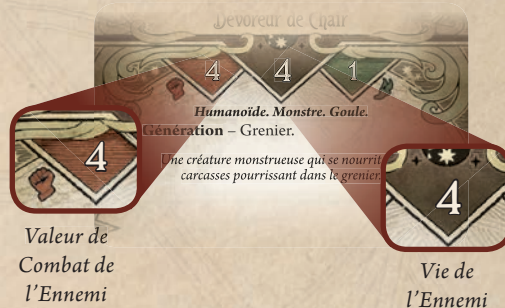 Dévoreur de Chair
4 4 1
Humanoïde. Monstre. Goule.
Génération – Grenier.
Une créature monstrueuse qui se nourrit
carcasses pourrissant dans le grenier.
4
4
Valeur de
Combat de
l'Ennemi
Vie de
l'Ennemi